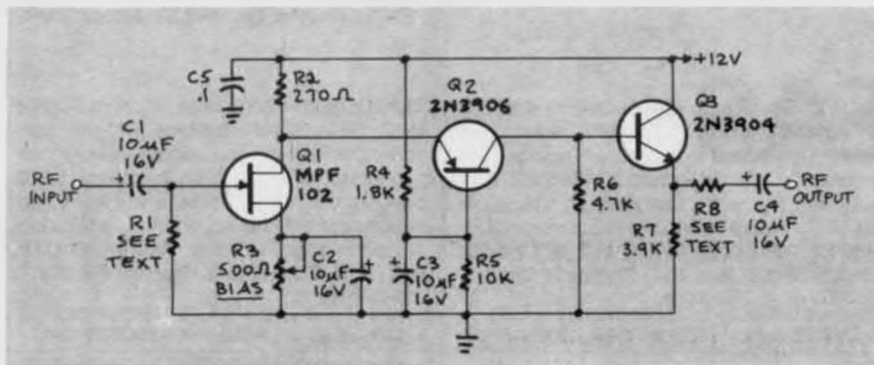 +12V
C5
.1
R2
270Ω
Q2
2N3906
Q3
2N3904
C1
10µF
16V
+
RF
INPUT
Q1
MPF
102
R4
1.8K
R6
4.7K
+
RF
OUTPUT
R8
SEE
TEXT
C4
10µF
16V
R1
SEE
TEXT
R7
3.9K
R3
500Ω
BIAS
C2
10µF
16V
+
+
C3
10µF
16V
R5
10K